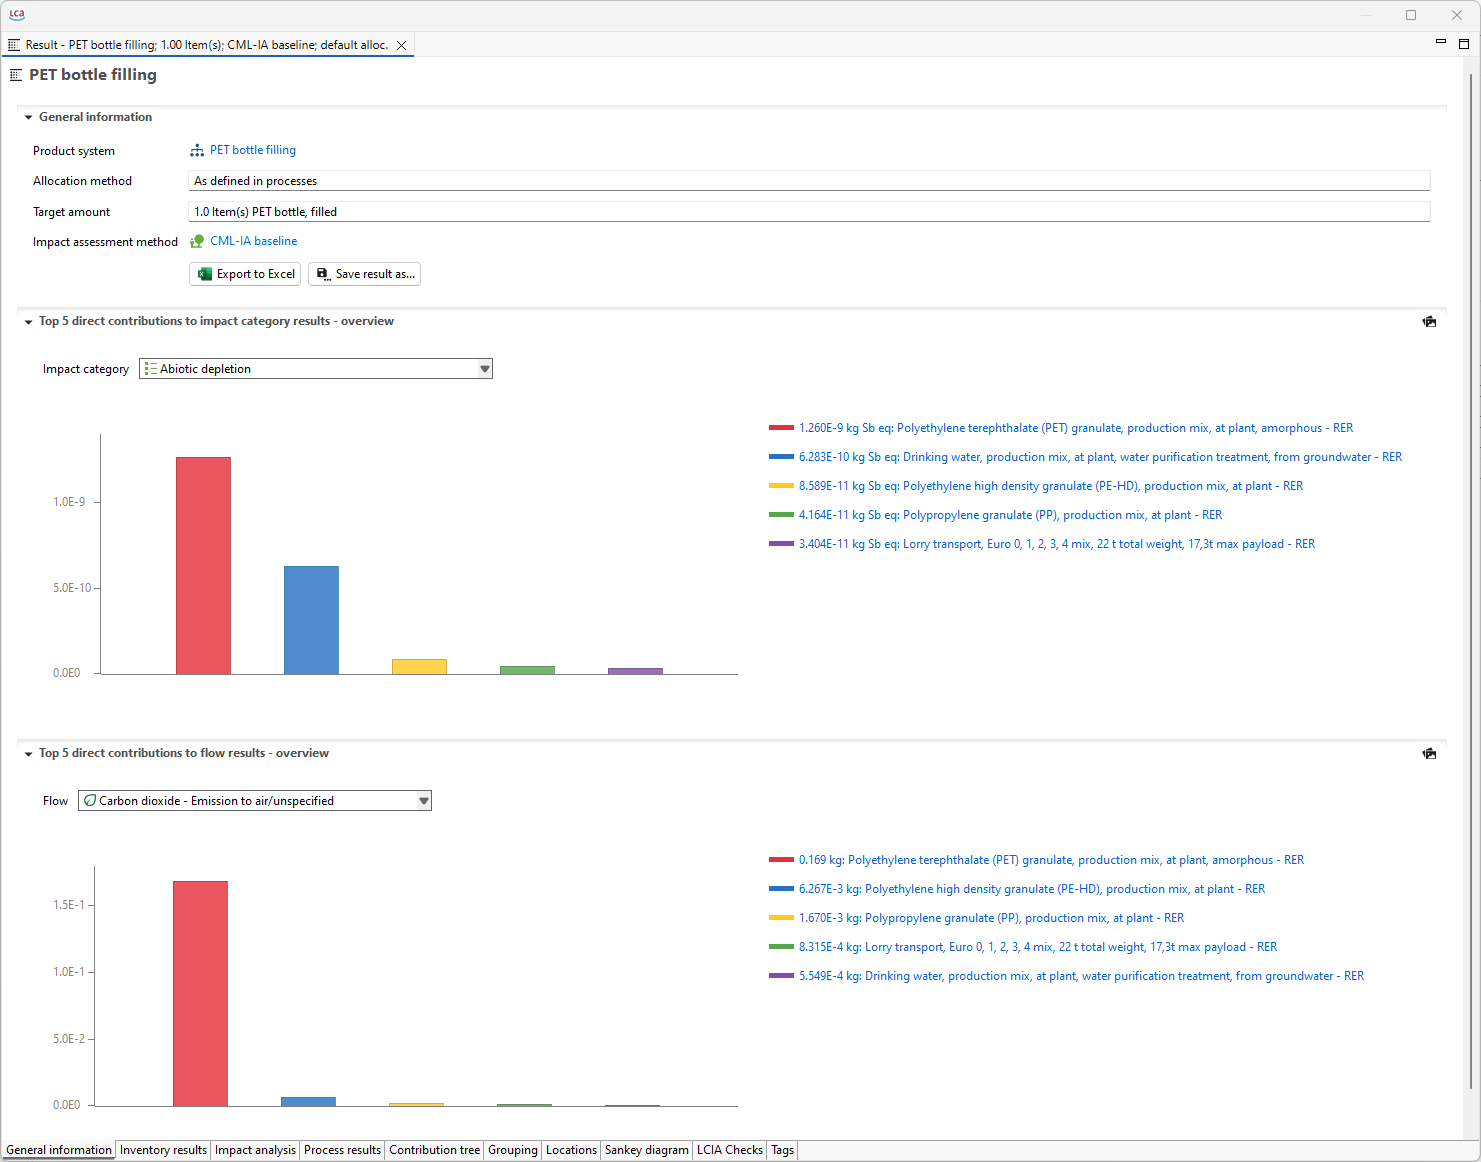 LCA
Result - PET bottle filling; 1.00 Item(s); CML-IA baseline; default alloc.
PET bottle filling
General information
Product system PET bottle filling
Allocation method As defined in processes
Target amount 1.0 Item(s) PET bottle, filled
Impact assessment method CML-IA baseline
Export to Excel Save result as...
Top 5 direct contributions to impact category results - overview
Impact category Abiotic depletion
1.0E-9
5.0E-10
0.0E0
1.260E-9 kg Sb eq: Polyethylene terephthalate (PET) granulate, production mix, at plant, amorphous - RER
6.283E-10 kg Sb eq: Drinking water, production mix, at plant, water purification treatment, from groundwater - RER
8.589E-11 kg Sb eq: Polyethylene high density granulate (PE-HD), production mix, at plant - RER
4.164E-11 kg Sb eq: Polypropylene granulate (PP), production mix, at plant - RER
3.404E-11 kg Sb eq: Lorry transport, Euro 0, 1, 2, 3, 4 mix, 22 t total weight, 17,3t max payload - RER
Top 5 direct contributions to flow results - overview
Flow Carbon dioxide - Emission to air/unspecified
1.5E-1
1.0E-1
5.0E-2
0.0E0
0.169 kg: Polyethylene terephthalate (PET) granulate, production mix, at plant, amorphous - RER
6.267E-3 kg: Polyethylene high density granulate (PE-HD), production mix, at plant - RER
1.670E-3 kg: Polypropylene granulate (PP), production mix, at plant - RER
8.315E-4 kg: Lorry transport, Euro 0, 1, 2, 3, 4 mix, 22 t total weight, 17,3t max payload - RER
5.549E-4 kg: Drinking water, production mix, at plant, water purification treatment, from groundwater - RER
General information Inventory results Impact analysis Process results Contribution tree Grouping Locations Sankey diagram LCIA Checks Tags